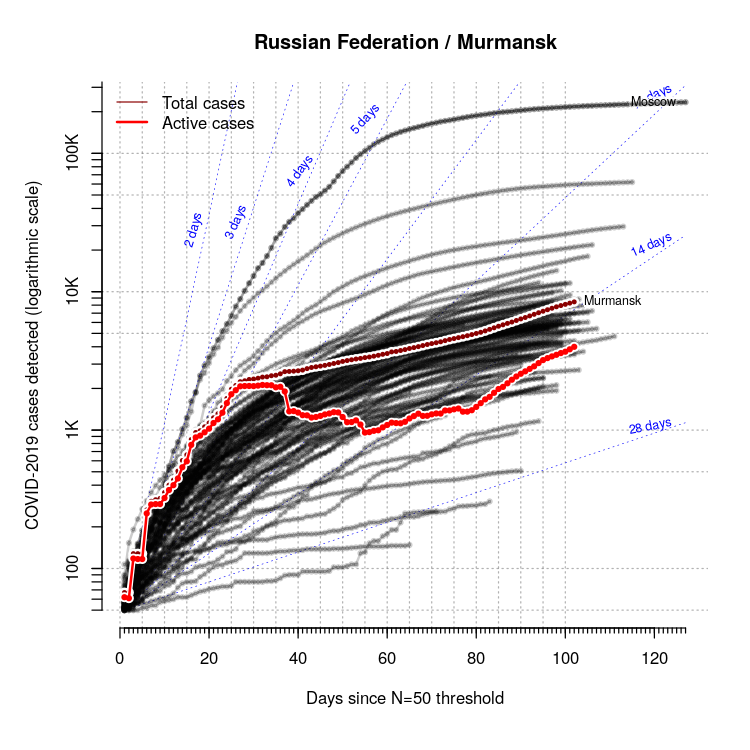 Russian Federation / Murmansk
COVID-2019 cases detected (logarithmic scale)
100K
10K
1K
100
Total cases
Active cases
2 days
3 days
4 days
5 days
days
Moscow
14 days
Murmansk
28 days
0 20 40 60 80 100 120
Days since N=50 threshold